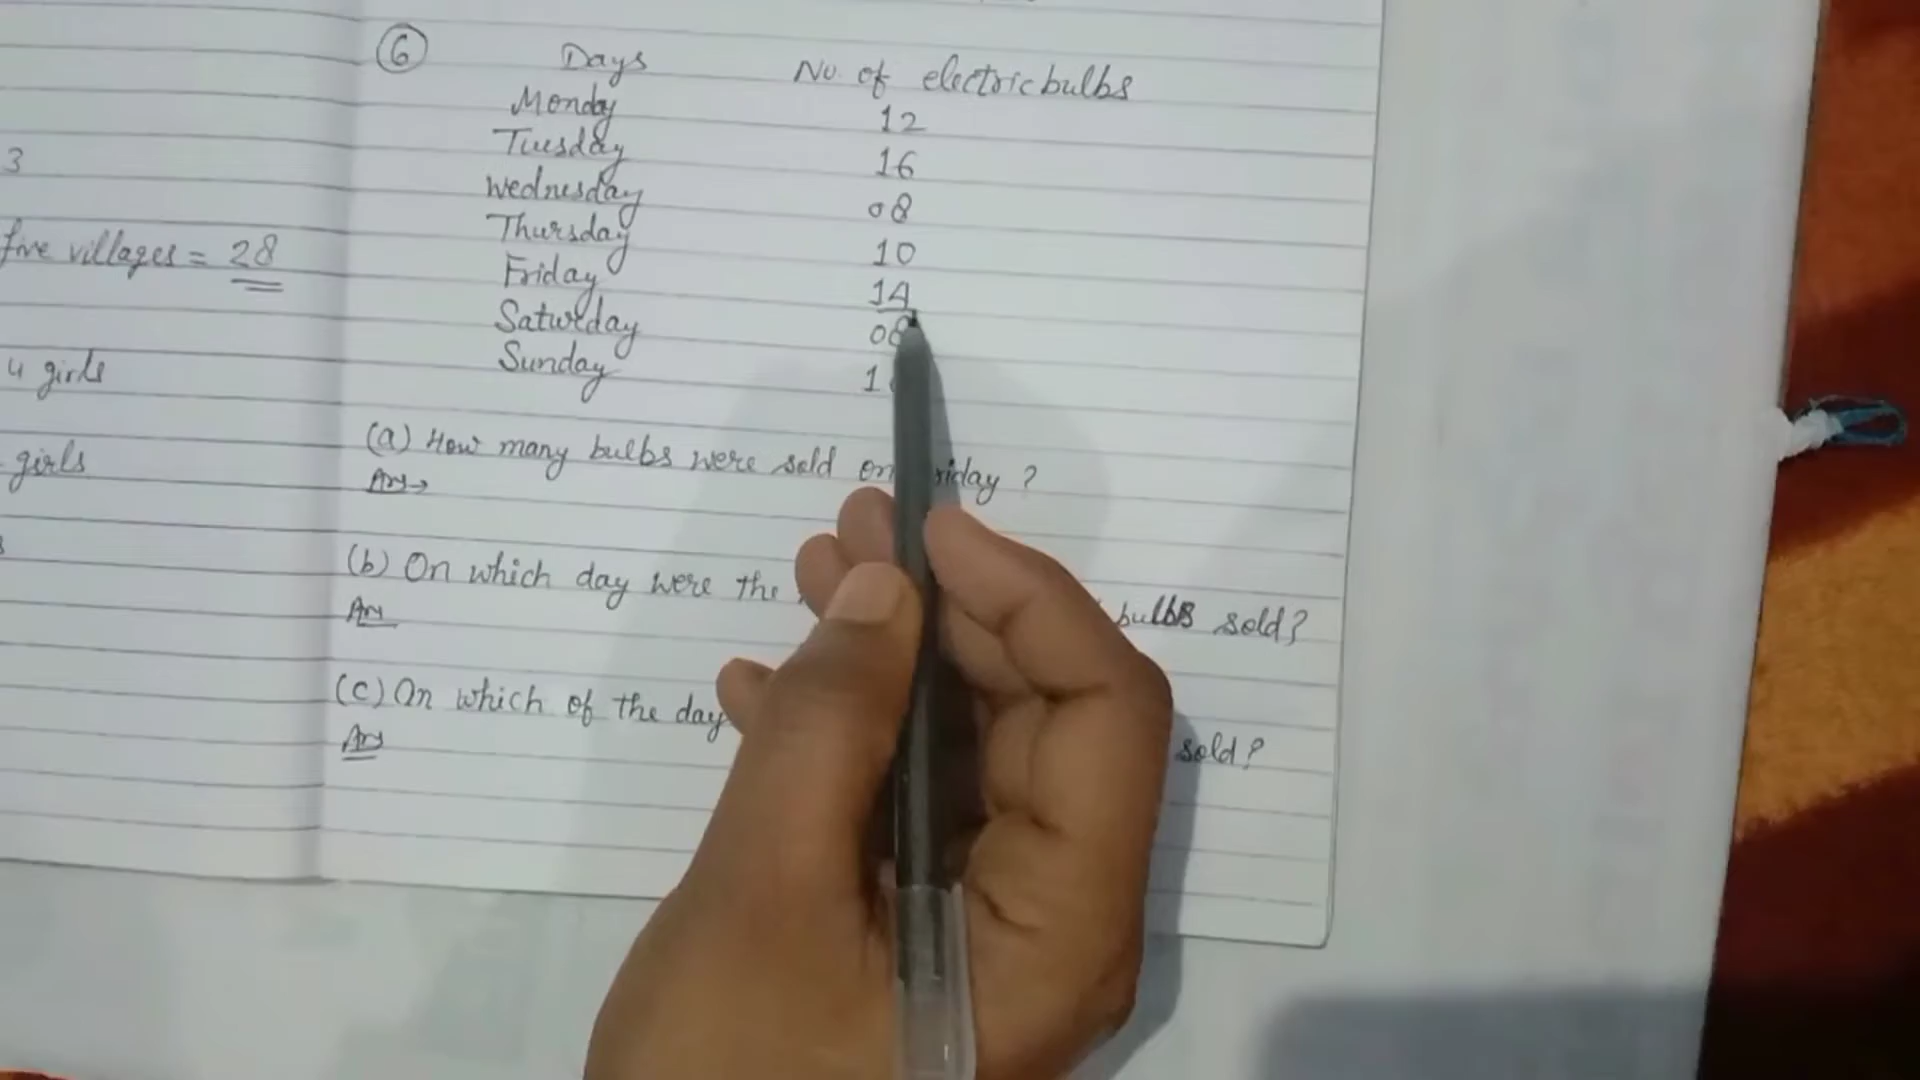 3
five villages = 28
4 girls
girls
6 Days No. of electric bulbs
Monday 12
Tuesday 16
Wednesday 08
Thursday 10
Friday 14
Saturday 08
Sunday
(a) How many bulbs were sold on ?
Ans→
(b) On which day were the bulbs sold?
Ans
(c) On which of the day sold?
Ans